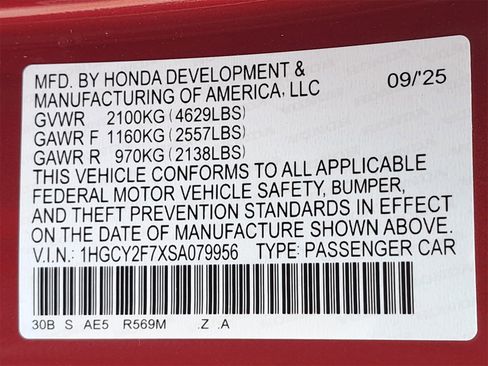 MFD. BY HONDA DEVELOPMENT &
MANUFACTURING OF AMERICA, LLC 09/'25
GVWR 2100KG (4629LBS)
GAWR F 1160KG (2557LBS)
GAWR R 970KG (2138LBS)
THIS VEHICLE CONFORMS TO ALL APPLICABLE
FEDERAL MOTOR VEHICLE SAFETY, BUMPER,
AND THEFT PREVENTION STANDARDS IN EFFECT
ON THE DATE OF MANUFACTURE SHOWN ABOVE.
V.I.N: 1HGCY2F7XSA079956 TYPE: PASSENGER CAR
30B S AE5 R569M .Z .A